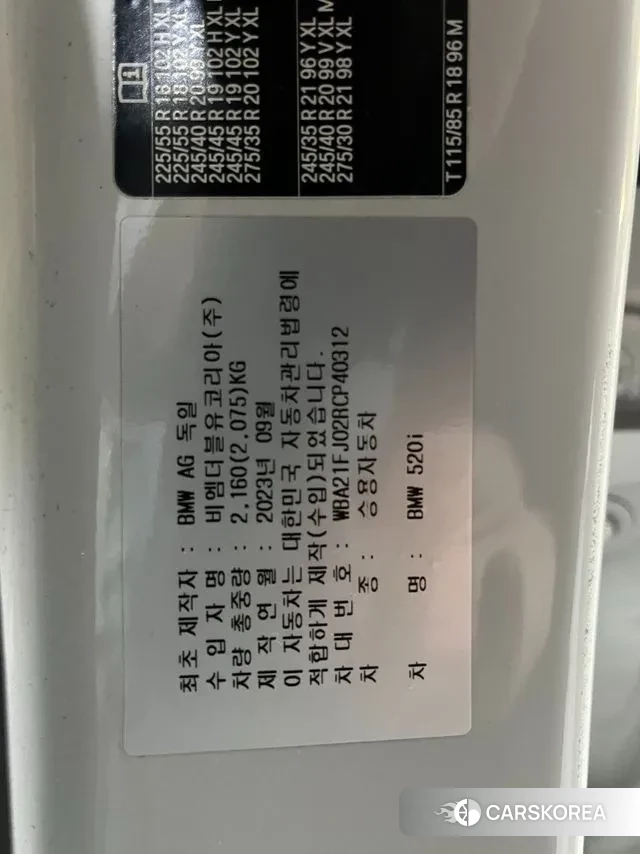 225/55 R 18 102 H XL
225/55 R 18 102 Y XL
245/40 R 20 99 Y XL
245/45 R 19 102 H XL
245/45 R 19 102 Y XL
275/35 R 20 102 Y XL
245/35 R 21 96 Y XL
245/40 R 20 99 V XL M
275/30 R 21 98 Y XL
T 115/85 R 18 96 M
최초 제작자 : BMW AG 독일
수 입 자 명 : 비엠더블유코리아(주)
차량 총중량 : 2,160(2,075)KG
제 작 연 월 : 2023년 09월
이 자동차는 대한민국 자동차관리법령에
적합하게 제작(수입)되었습니다.
차 대 번 호 : WBA21FJ02RCP40312
차 종 : 승용자동차
차 명 : BMW 520i
CARSKOREA